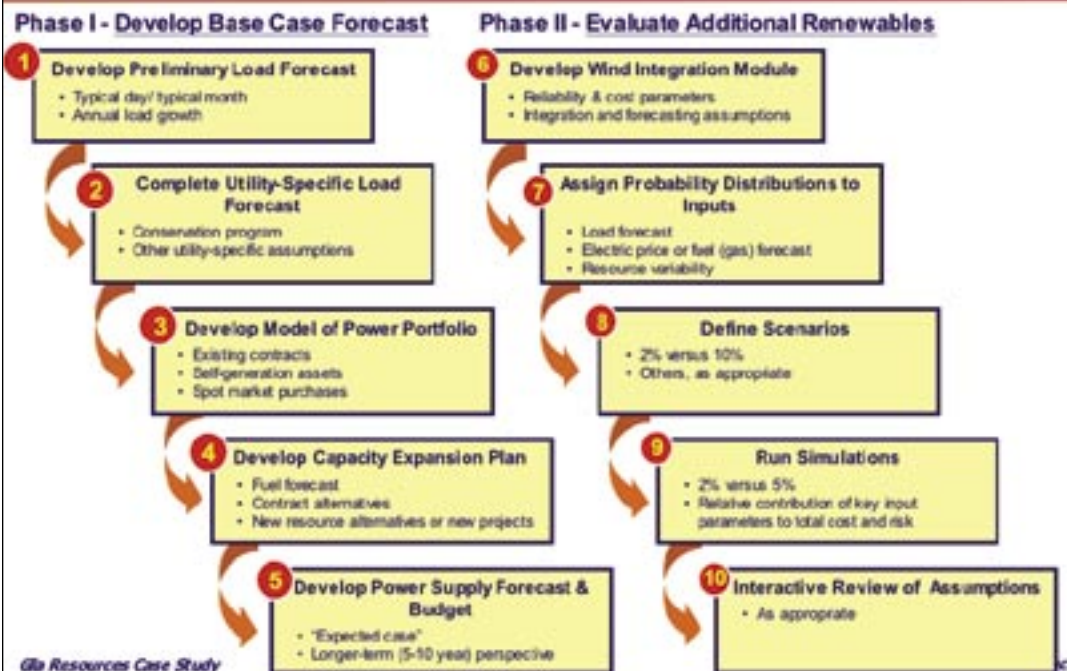 Phase I - Develop Base Case Forecast
1
Develop Preliminary Load Forecast
• Typical day/ typical month
• Annual load growth
2
Complete Utility-Specific Load
Forecast
• Conservation program
• Other utility-specific assumptions
3
Develop Model of Power Portfolio
• Existing contracts
• Self-generation assets
• Spot market purchases
4
Develop Capacity Expansion Plan
• Fuel forecast
• Contract alternatives
• New resource alternatives or new projects
5
Develop Power Supply Forecast &
Budget
• "Expected case"
• Longer-term (5-10 year) perspective
Phase II - Evaluate Additional Renewables
6
Develop Wind Integration Module
• Reliability & cost parameters
• Integration and forecasting assumptions
7
Assign Probability Distributions to
Inputs
• Load forecast
• Electric price or fuel (gas) forecast
• Resource variability
8
Define Scenarios
• 2% versus 10%
• Others, as appropriate
9
Run Simulations
• 2% versus 5%
• Relative contribution of key input
parameters to total cost and risk
10
Interactive Review of Assumptions
• As approprate
Resources Case Study